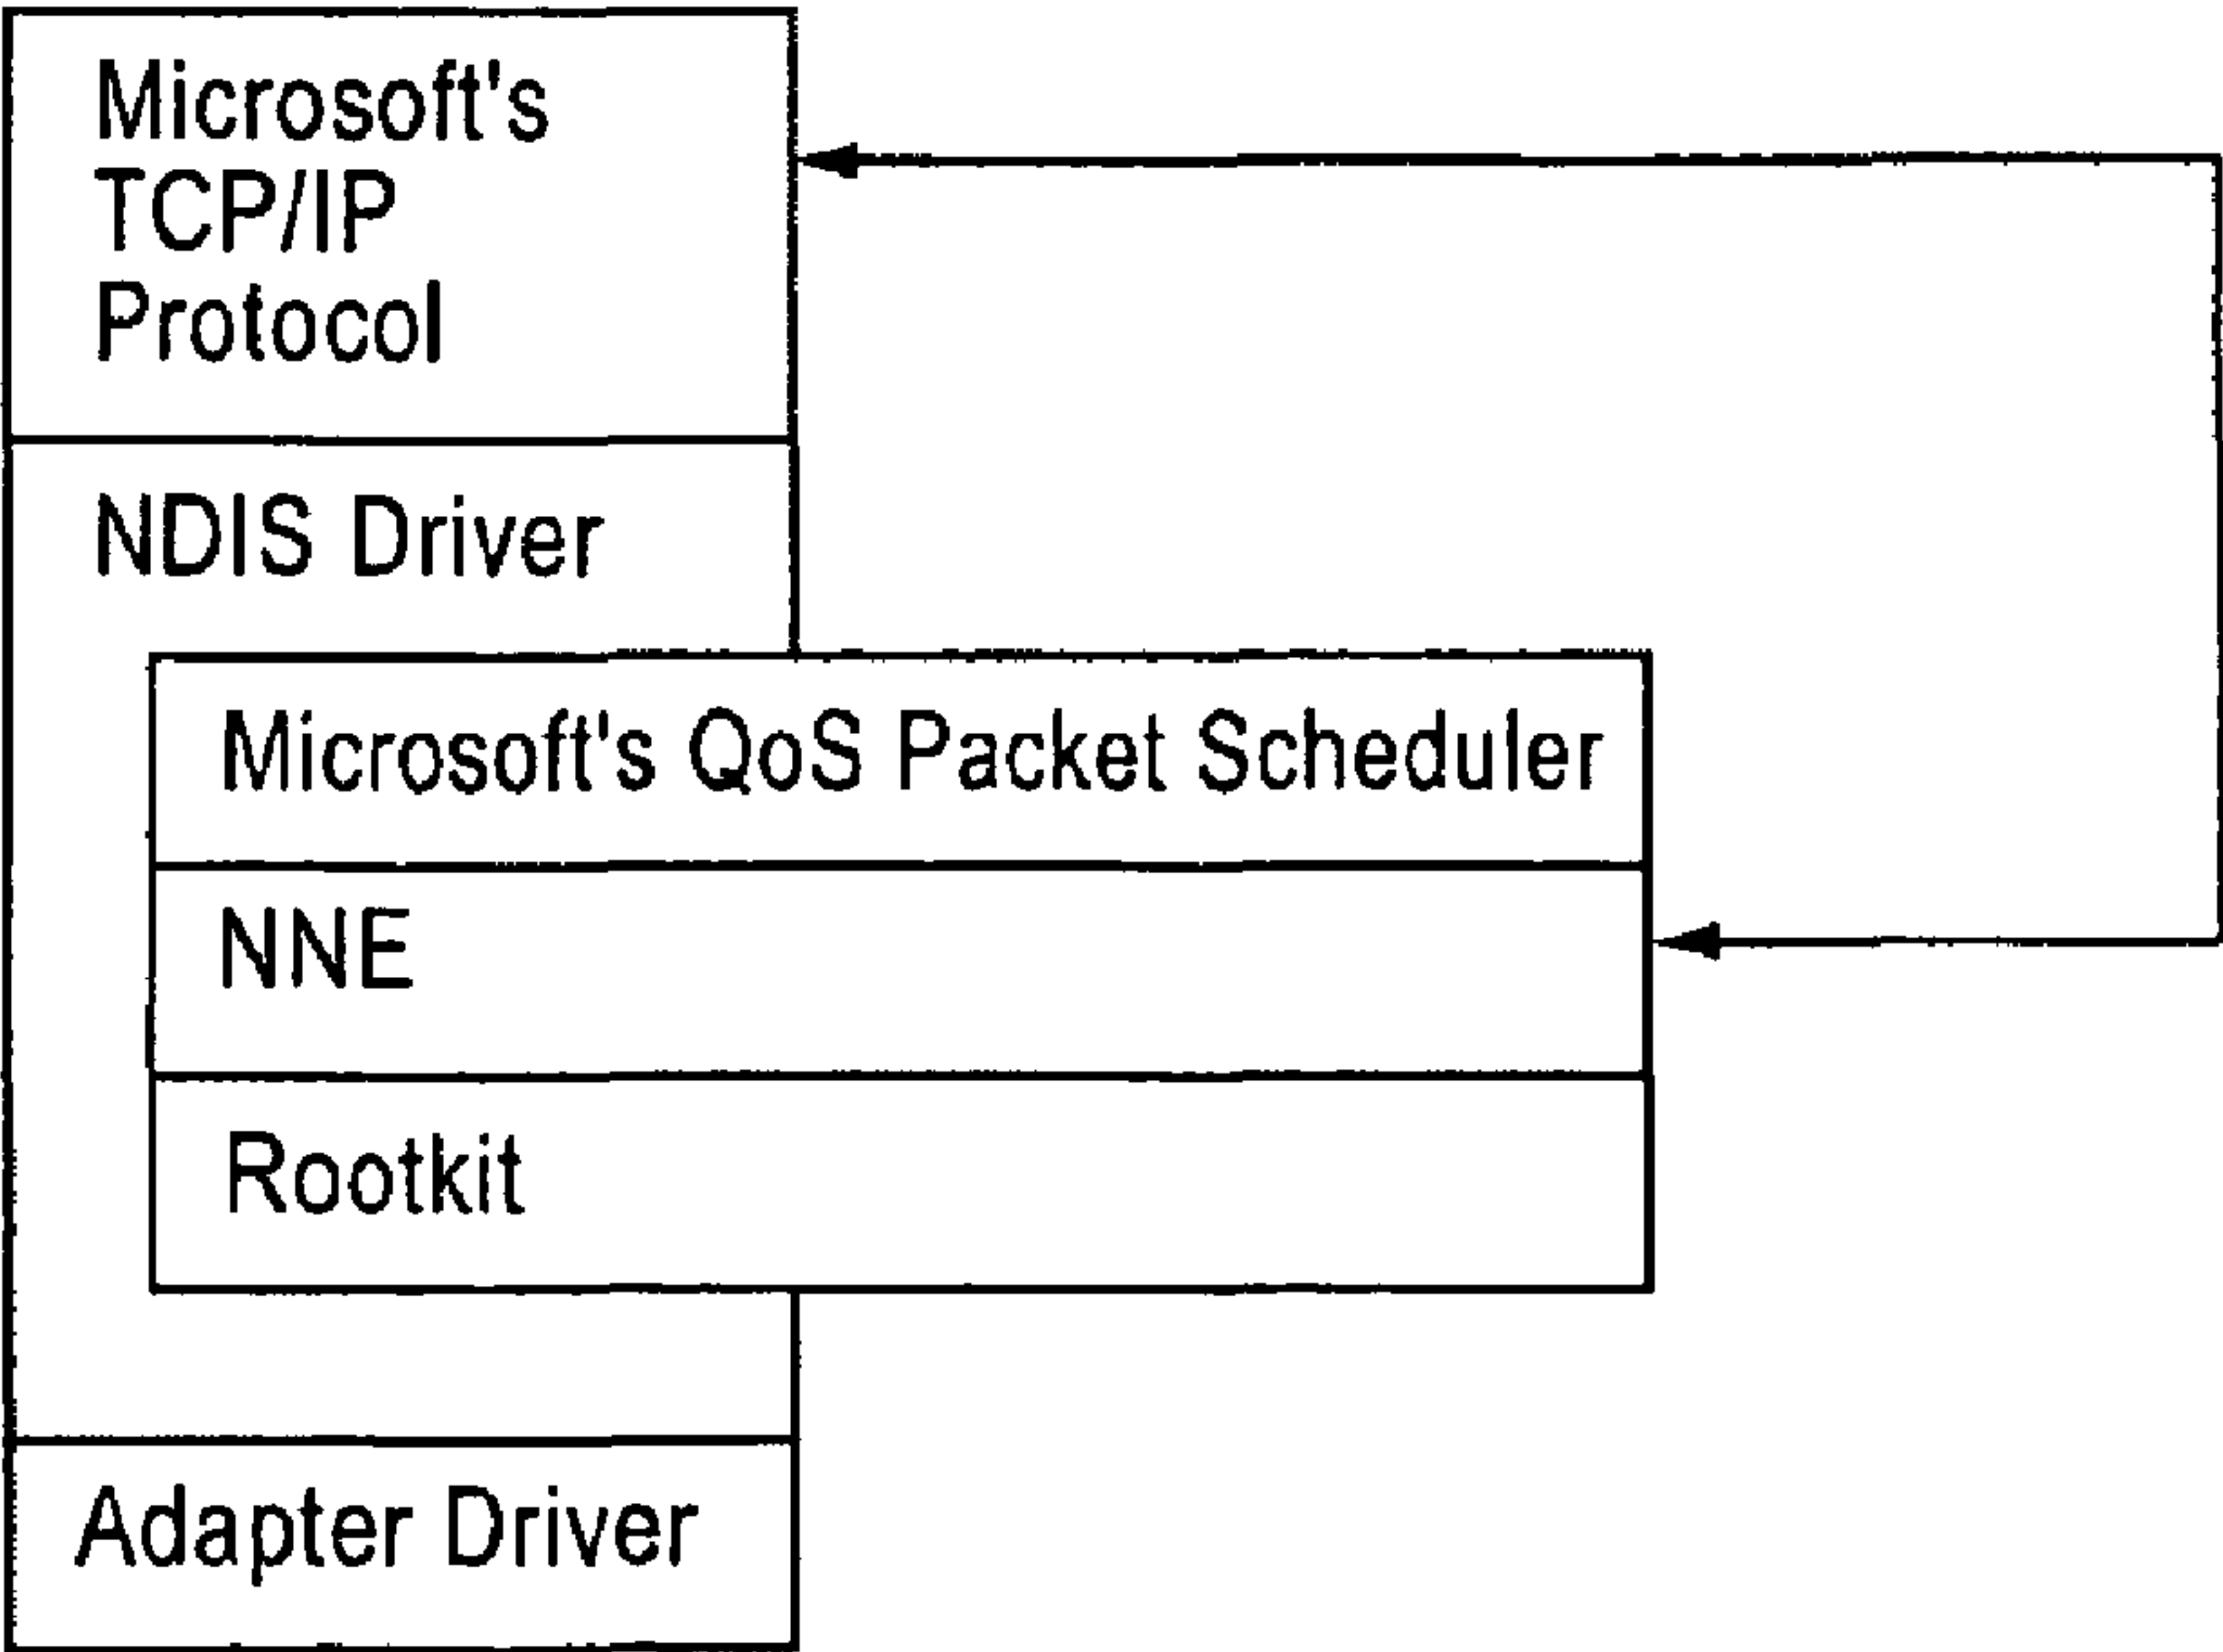 Microsoft's
TCP/IP
Protocol
NDIS Driver
Microsoft's QoS Packet Scheduler
NNE
Rootkit
Adapter Driver